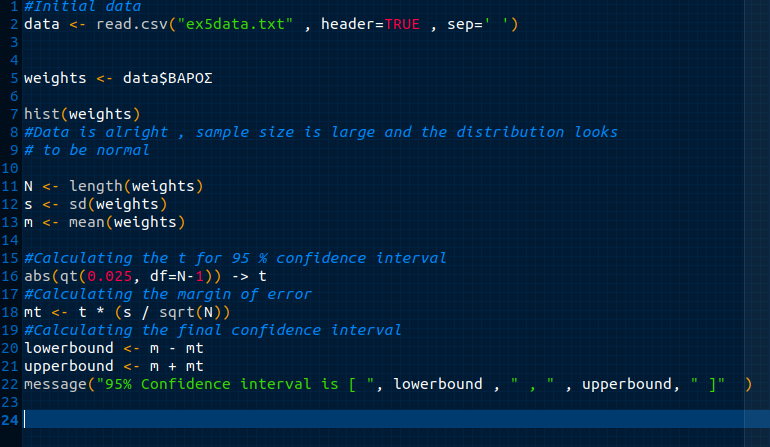 1 #Initial data
2 data <- read.csv("ex5data.txt" , header=TRUE , sep=' ')
3
4
5 weights <- data$ΒΑΡΟΣ
6
7 hist(weights)
8 #Data is alright , sample size is large and the distribution looks
9 # to be normal
10
11 N <- length(weights)
12 s <- sd(weights)
13 m <- mean(weights)
14
15 #Calculating the t for 95 % confidence interval
16 abs(qt(0.025, df=N-1)) -> t
17 #Calculating the margin of error
18 mt <- t * (s / sqrt(N))
19 #Calculating the final confidence interval
20 lowerbound <- m - mt
21 upperbound <- m + mt
22 message("95% Confidence interval is [ ", lowerbound , " , " , upperbound, " ]"  )
23
24